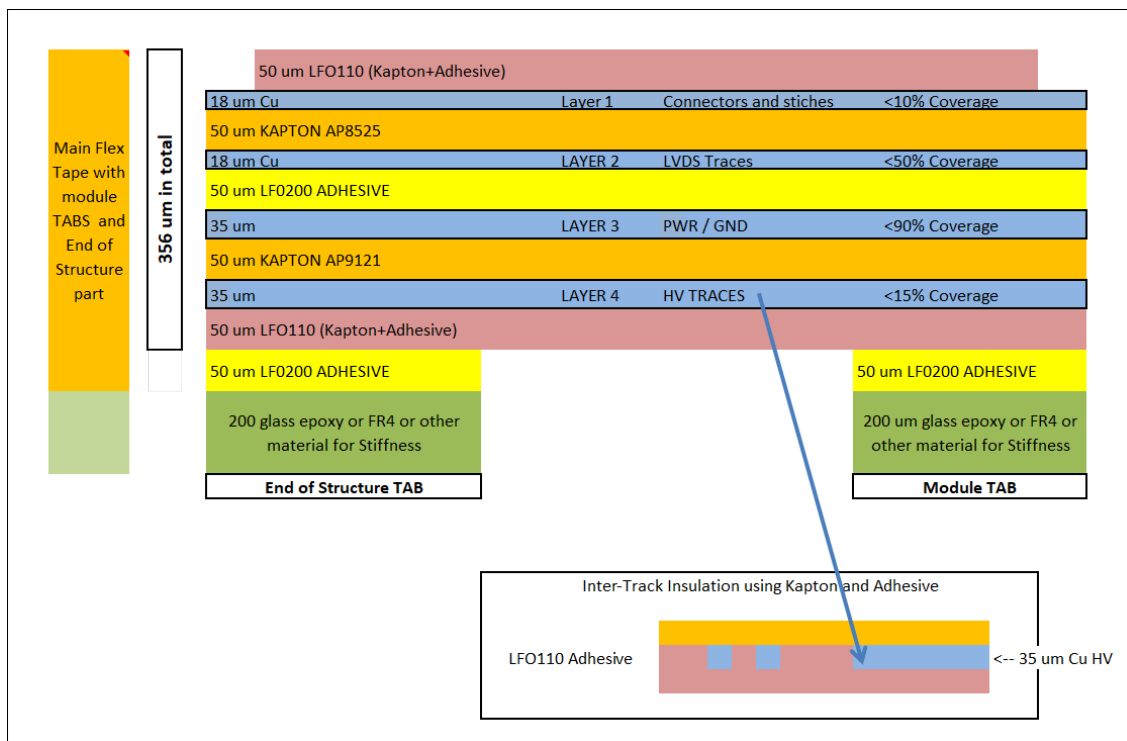 50 um LFO110 (Kapton+Adhesive)
18 um Cu Layer 1 Connectors and stiches <10% Coverage
50 um KAPTON AP8525
18 um Cu LAYER 2 LVDS Traces <50% Coverage
50 um LF0200 ADHESIVE
35 um LAYER 3 PWR / GND <90% Coverage
50 um KAPTON AP9121
35 um LAYER 4 HV TRACES <15% Coverage
50 um LFO110 (Kapton+Adhesive)
Main Flex
Tape with
module
TABS and
End of
Structure
part
356 um in total
50 um LF0200 ADHESIVE
50 um LF0200 ADHESIVE
200 glass epoxy or FR4 or other
material for Stiffness
200 um glass epoxy or FR4 or
other material for Stiffness
End of Structure TAB
Module TAB
Inter-Track Insulation using Kapton and Adhesive
LFO110 Adhesive
<-- 35 um Cu HV